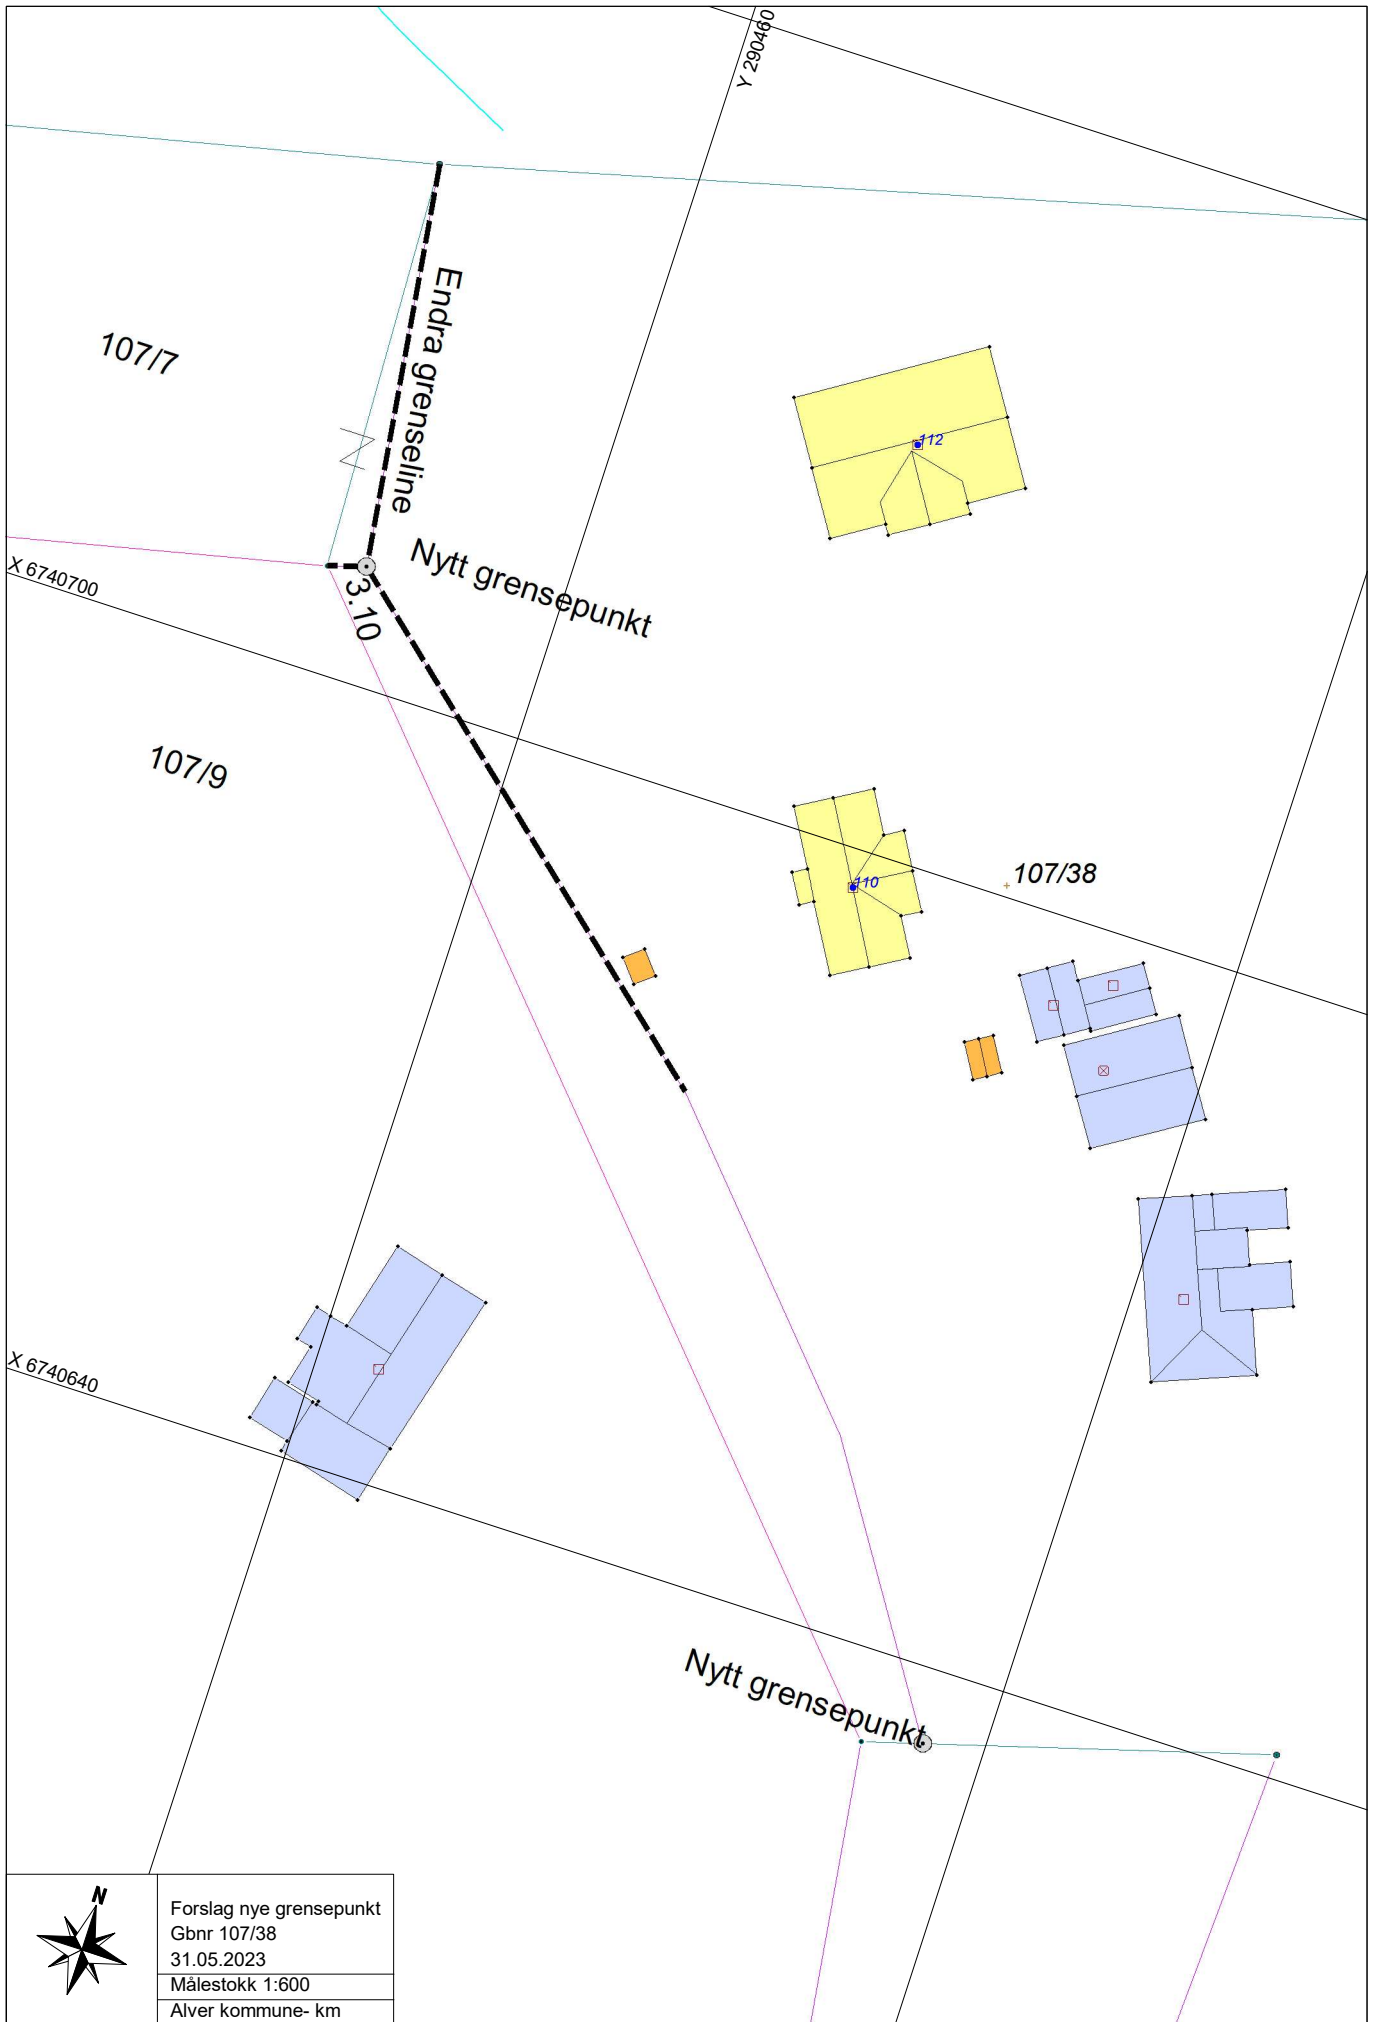 Y 290460
Endra grenseline
107/7
112
Nytt grensepunkt
X 6740700
3.10
107/9
107/38
110
X 6740640
Nytt grensepunkt
N
Forslag nye grensepunkt
Gbnr 107/38
31.05.2023
Målestokk 1:600
Alver kommune- km